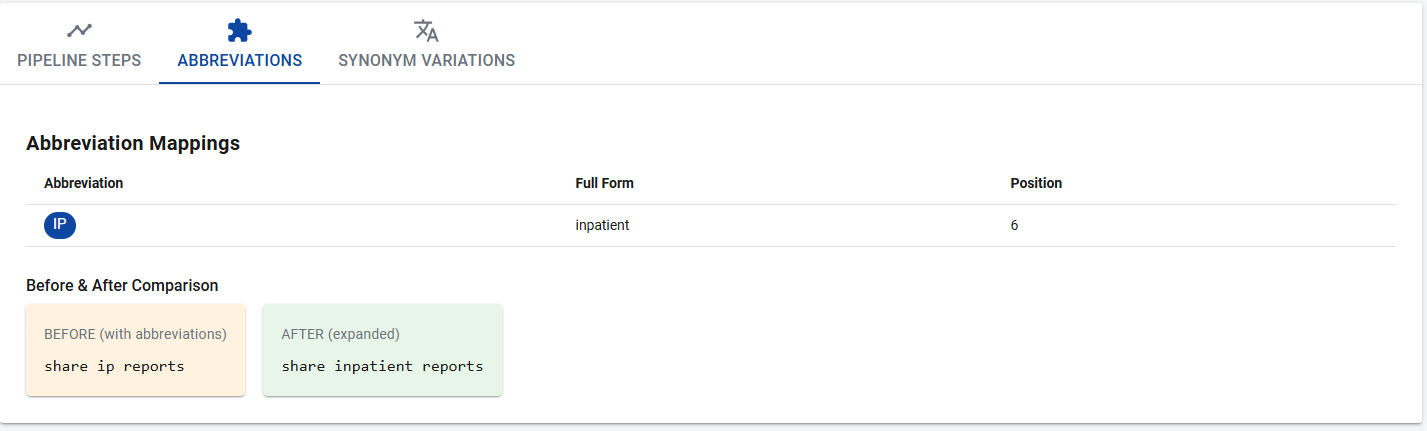 PIPELINE STEPS ABBREVIATIONS SYNONYM VARIATIONS
Abbreviation Mappings
Abbreviation Full Form Position
IP inpatient 6
Before & After Comparison
BEFORE (with abbreviations) AFTER (expanded)
share ip reports share inpatient reports